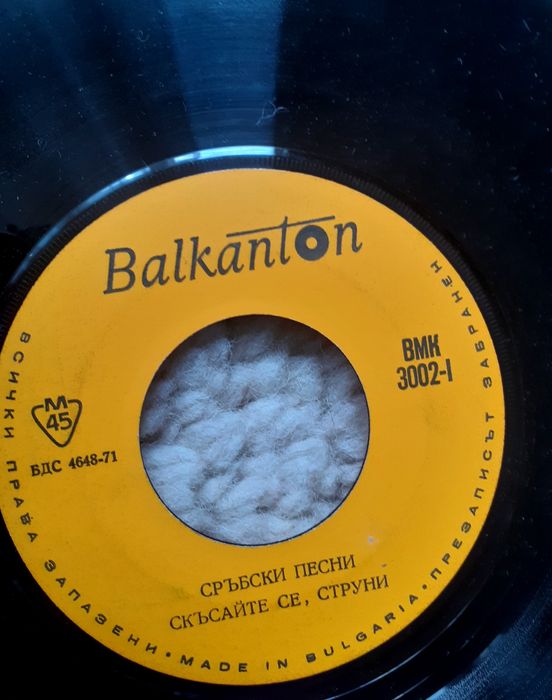 Balkanton
ВМК
3002-I
М
45
БДС 4648-71
СРЪБСКИ ПЕСНИ
СКЪСАЙТЕ СЕ, СТРУНИ
ВСИЧКИ ПРАВА ЗАПАЗЕНИ • MADE IN BULGARIA • ПРЕЗАПИСЪТ ЗАБРАНЕН